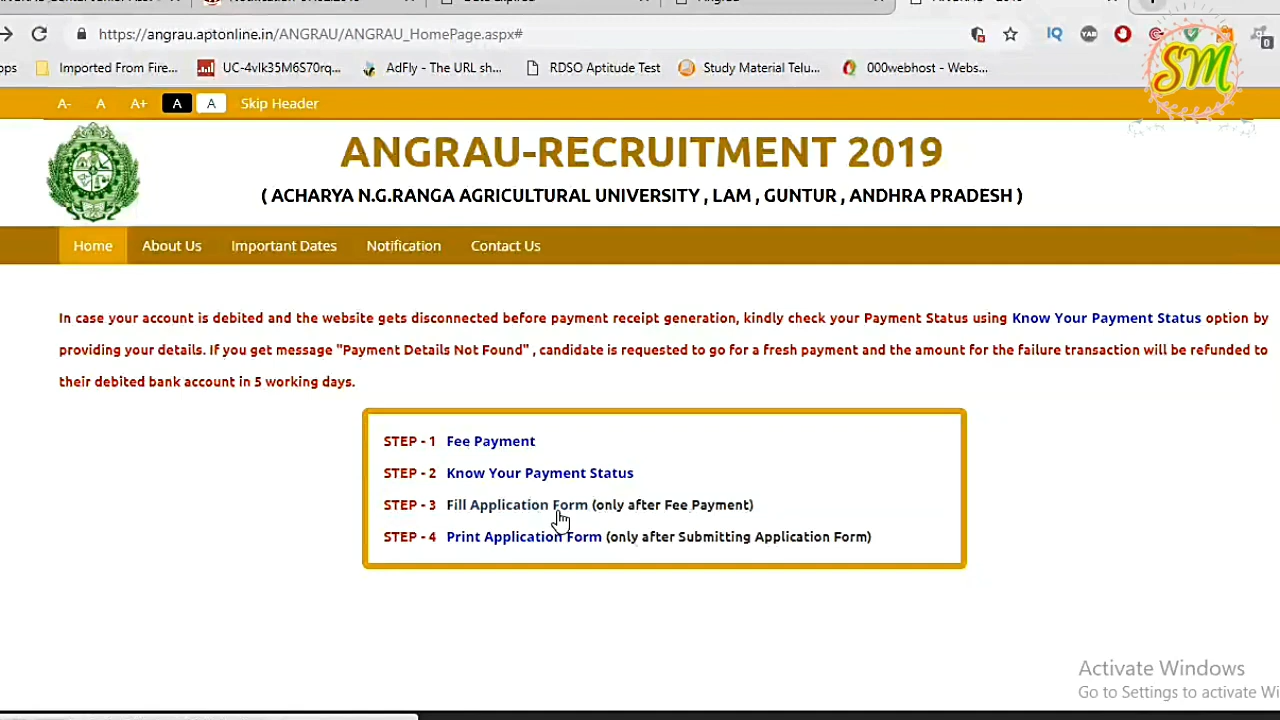 https://angrau.aptonline.in/ANGRAU/ANGRAU_HomePage.aspx#
IQ
YAB
0
ops Imported From Fire... UC-4vlk35M6S70rq... AdFly - The URL sh... RDSO Aptitude Test Study Material Telu... 000webhost - Webs...
SM
A- A A+ A A Skip Header
ANGRAU-RECRUITMENT 2019
( ACHARYA N.G.RANGA AGRICULTURAL UNIVERSITY , LAM , GUNTUR , ANDHRA PRADESH )
Home About Us Important Dates Notification Contact Us
In case your account is debited and the website gets disconnected before payment receipt generation, kindly check your Payment Status using Know Your Payment Status option by
providing your details. If you get message "Payment Details Not Found" , candidate is requested to go for a fresh payment and the amount for the failure transaction will be refunded to
their debited bank account in 5 working days.
STEP - 1 Fee Payment
STEP - 2 Know Your Payment Status
STEP - 3 Fill Application Form (only after Fee Payment)
STEP - 4 Print Application Form (only after Submitting Application Form)
Activate Windows
Go to Settings to activate Wi